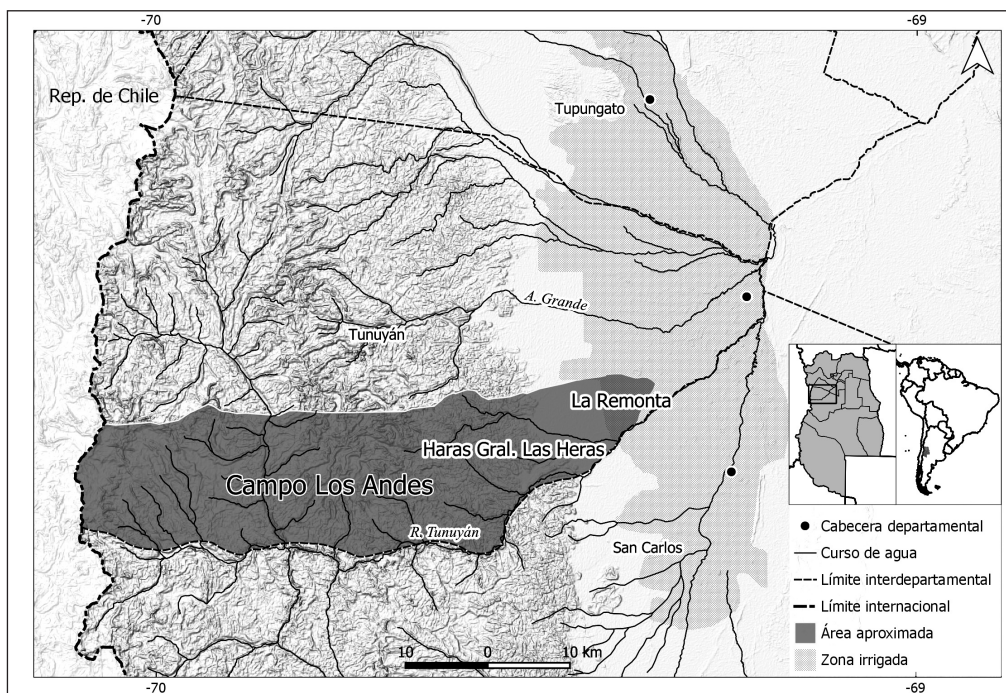 -70
-69
Rep. de Chile
Tupungato
A. Grande
Tunuyán
La Remonta
Haras Gral. Las Heras
Campo Los Andes
R. Tunuyán
San Carlos
10 0 10 km
Cabecera departamental
Curso de agua
Límite interdepartamental
Límite internacional
Área aproximada
Zona irrigada
-70
-69